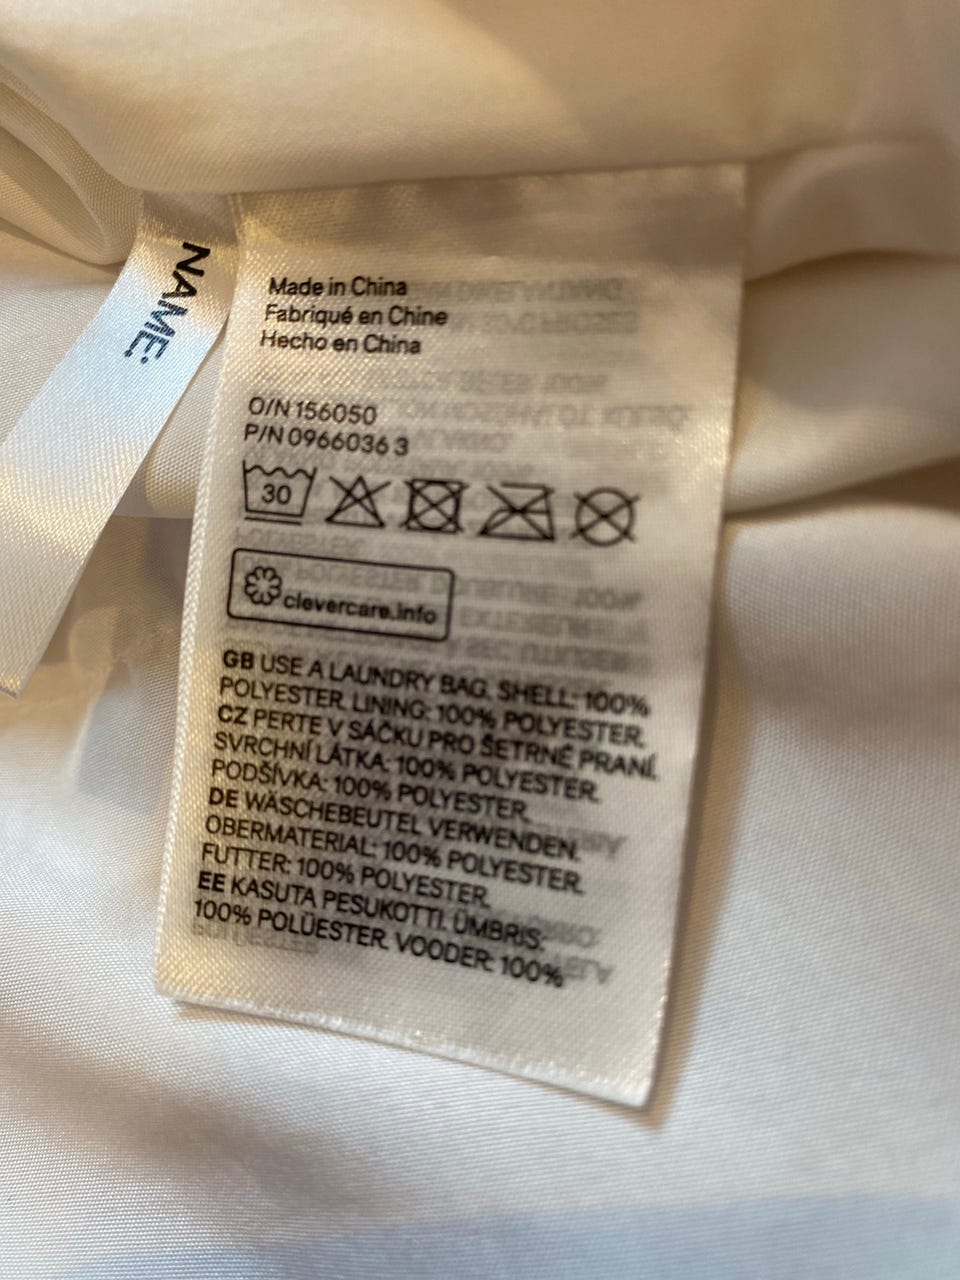 NAME:
Made in China
Fabriqué en Chine
Hecho en China
O/N 156050
P/N 0966036 3
30
clevercare.info
GB USE A LAUNDRY BAG. SHELL: 100%
POLYESTER. LINING: 100% POLYESTER.
CZ PERTE V SÁČKU PRO ŠETRNÉ PRANÍ.
SVRCHNÍ LÁTKA: 100% POLYESTER.
PODŠÍVKA: 100% POLYESTER.
DE WÄSCHEBEUTEL VERWENDEN.
OBERMATERIAL: 100% POLYESTER.
FUTTER: 100% POLYESTER.
EE KASUTA PESUKOTTI. ÜMBRIS:
100% POLÜESTER. VOODER: 100%